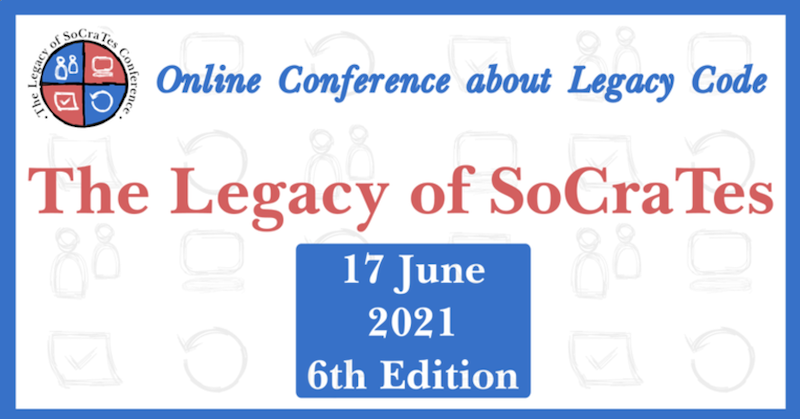 · The Legacy of SoCraTes Conference ·
Online Conference about Legacy Code
The Legacy of SoCraTes
17 June
2021
6th Edition